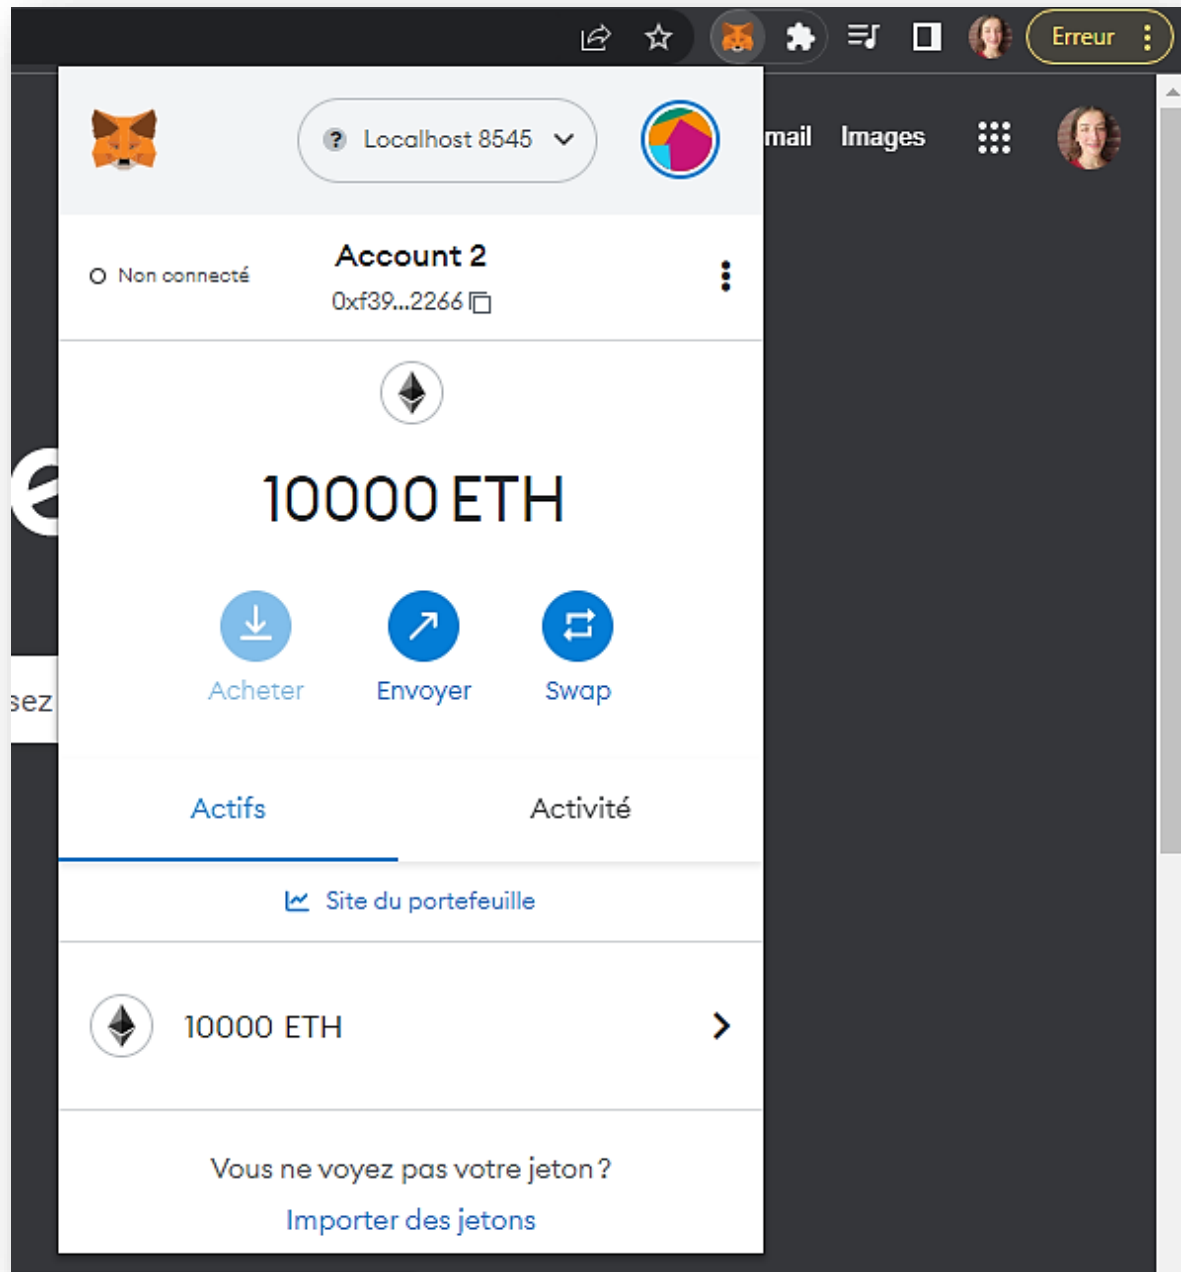 Erreur
Localhost 8545
mail Images
Non connecté
Account 2
0xf39...2266
10000 ETH
Acheter Envoyer Swap
sez
Actifs Activité
Site du portefeuille
10000 ETH
Vous ne voyez pas votre jeton ?
Importer des jetons